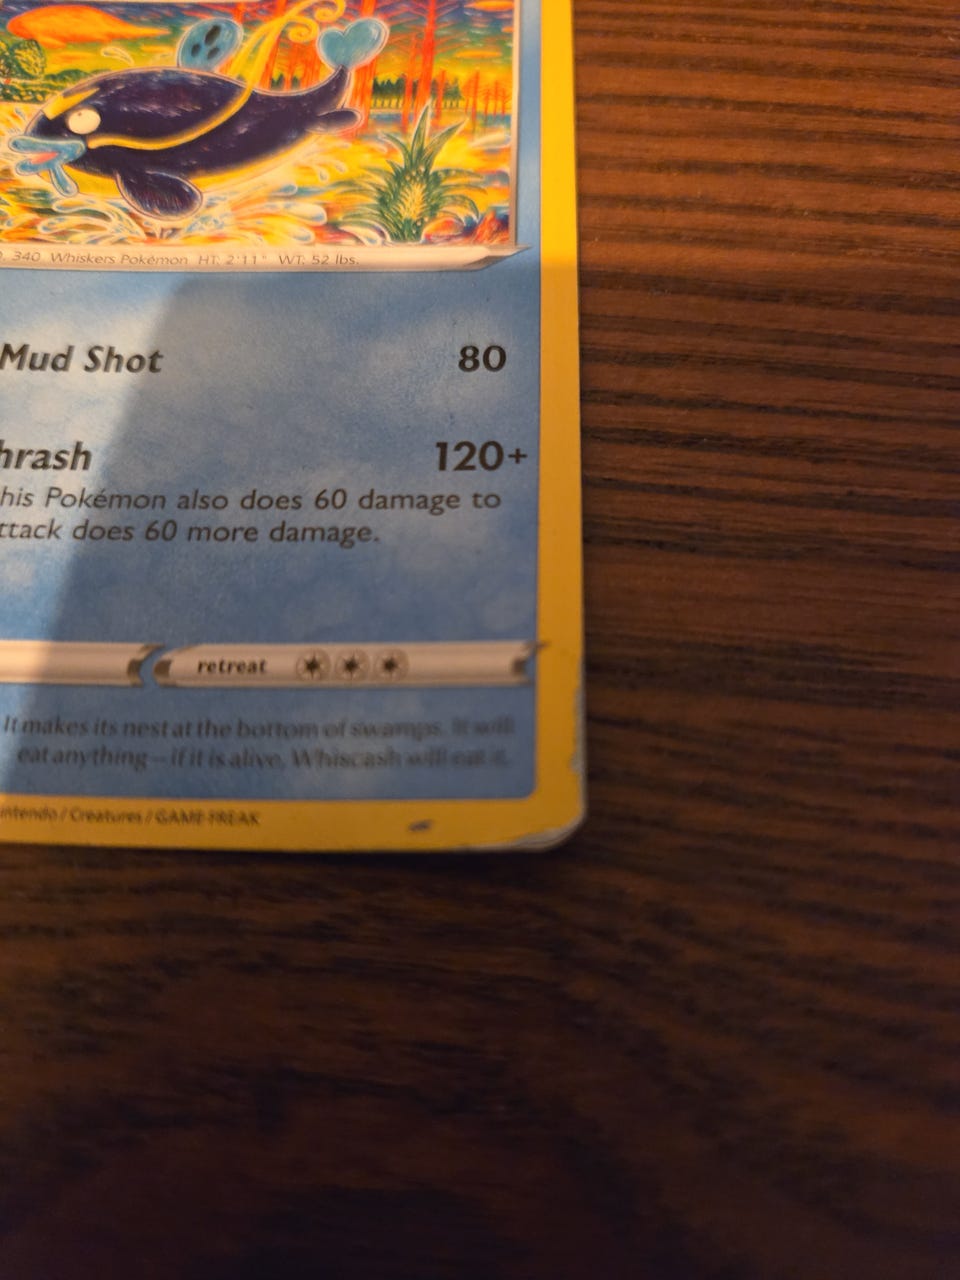 . 340 Whiskers Pokémon HT: 2'11" WT: 52 lbs.
Mud Shot 80
hrash 120+
his Pokémon also does 60 damage to
ttack does 60 more damage.
retreat
It makes its nest at the bottom of swamps. It will
eat anything—if it is alive, Whiscash will eat it.
intendo / Creatures / GAME FREAK